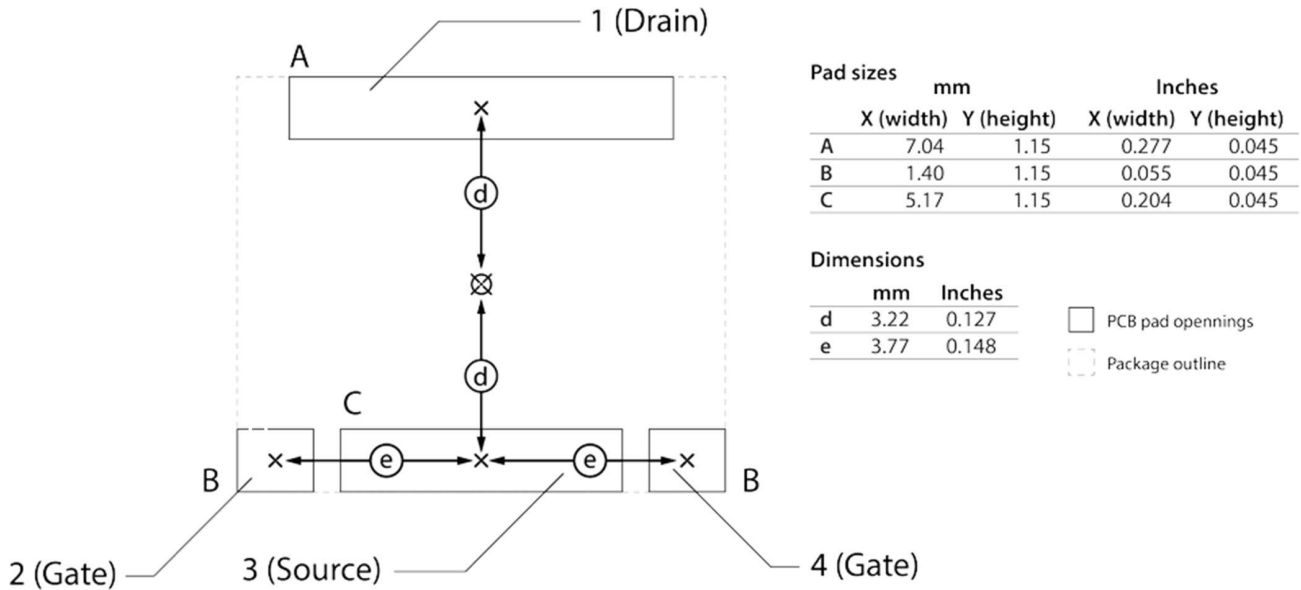 1 (Drain)
A
d
d
C
e
e
B
B
2 (Gate)
3 (Source)
4 (Gate)
Pad sizes
mm Inches
X (width) Y (height) X (width) Y (height)
A 7.04 1.15 0.277 0.045
B 1.40 1.15 0.055 0.045
C 5.17 1.15 0.204 0.045
Dimensions
mm Inches
d 3.22 0.127
e 3.77 0.148
PCB pad opennings
Package outline